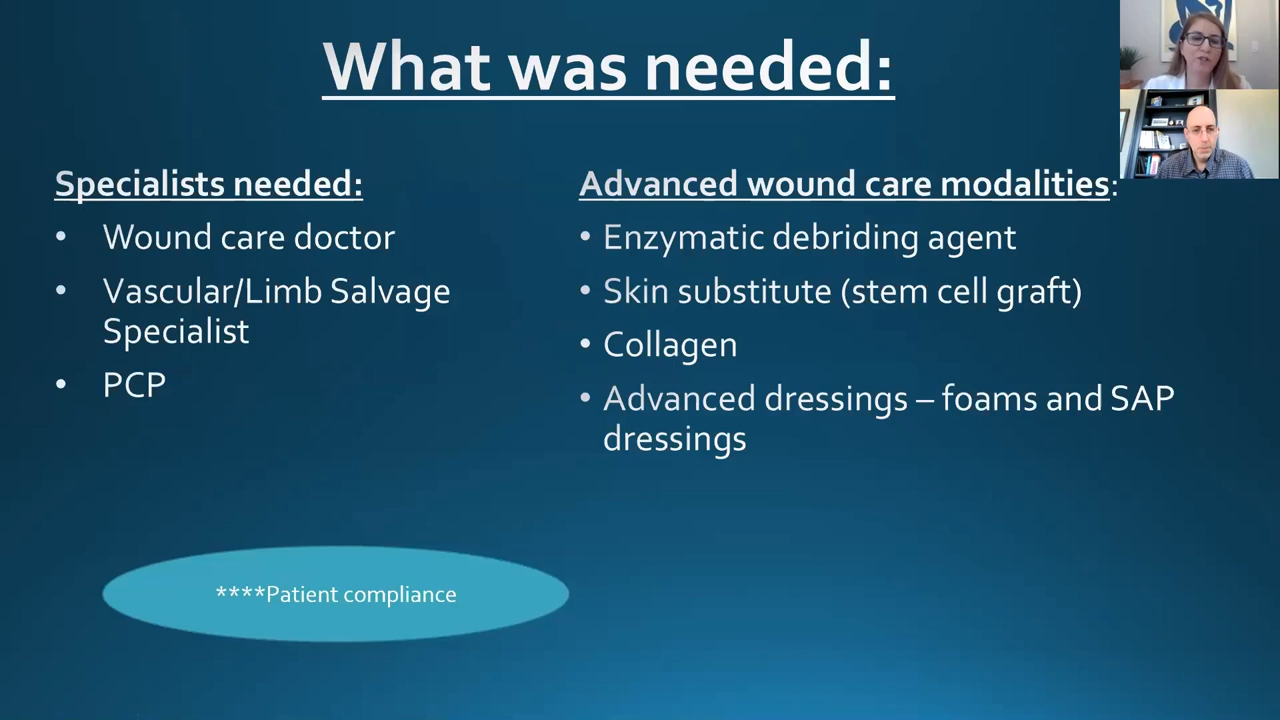 What was needed:
Specialists needed:
• Wound care doctor
• Vascular/Limb Salvage
Specialist
• PCP
Advanced wound care modalities:
• Enzymatic debriding agent
• Skin substitute (stem cell graft)
• Collagen
• Advanced dressings – foams and SAP
dressings
****Patient compliance